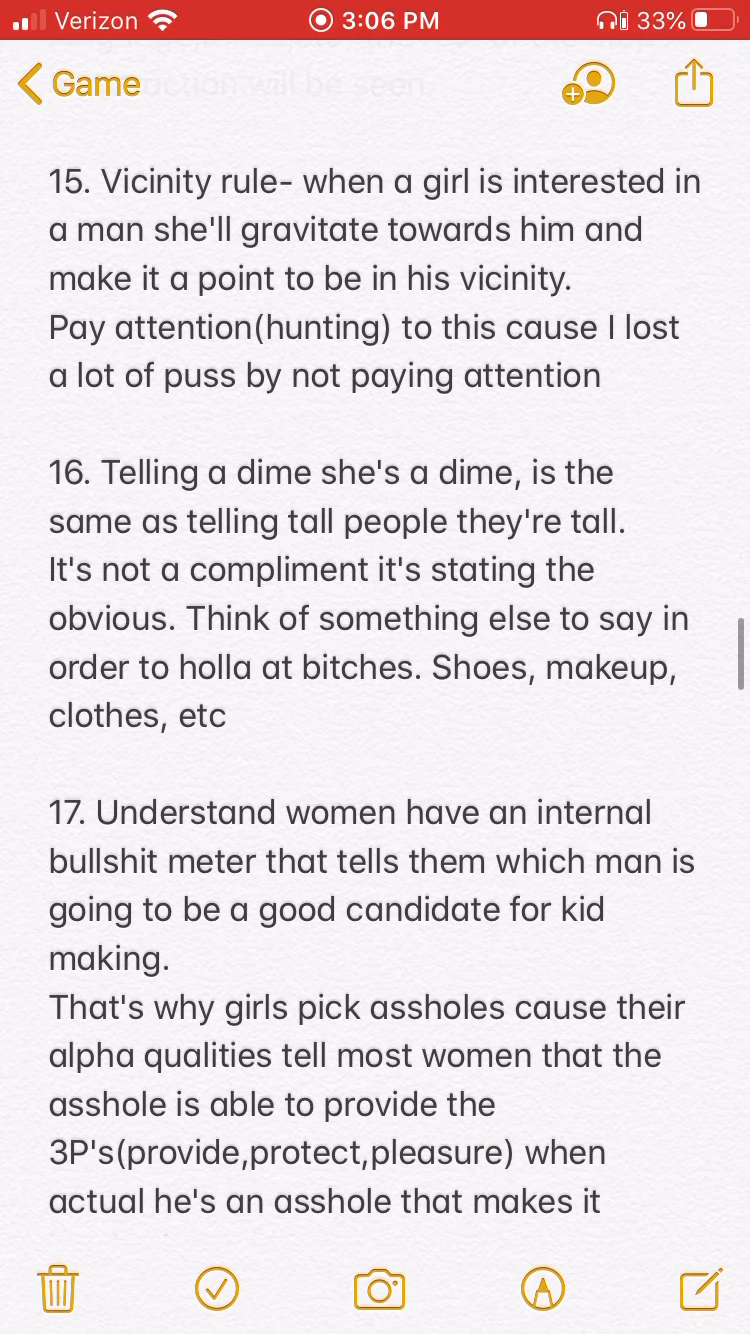 Verizon 3:06 PM 33%
Game
action will be seen
15. Vicinity rule- when a girl is interested in
a man she'll gravitate towards him and
make it a point to be in his vicinity.
Pay attention(hunting) to this cause I lost
a lot of puss by not paying attention
16. Telling a dime she's a dime, is the
same as telling tall people they're tall.
It's not a compliment it's stating the
obvious. Think of something else to say in
order to holla at bitches. Shoes, makeup,
clothes, etc
17. Understand women have an internal
bullshit meter that tells them which man is
going to be a good candidate for kid
making.
That's why girls pick assholes cause their
alpha qualities tell most women that the
asshole is able to provide the
3P's(provide,protect,pleasure) when
actual he's an asshole that makes it